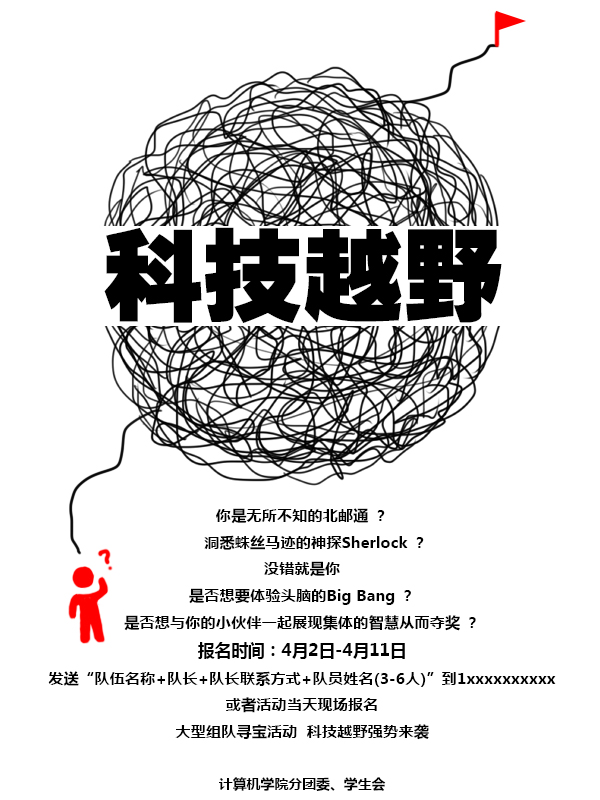 科技越野
?
你是无所不知的北邮通 ？
洞悉蛛丝马迹的神探Sherlock ？
没错就是你
是否想要体验头脑的Big Bang ？
是否想与你的小伙伴一起展现集体的智慧从而夺奖 ？
报名时间：4月2日-4月11日
发送“队伍名称+队长+队长联系方式+队员姓名(3-6人)”到1xxxxxxxxxx
或者活动当天现场报名
大型组队寻宝活动 科技越野强势来袭
计算机学院分团委、学生会